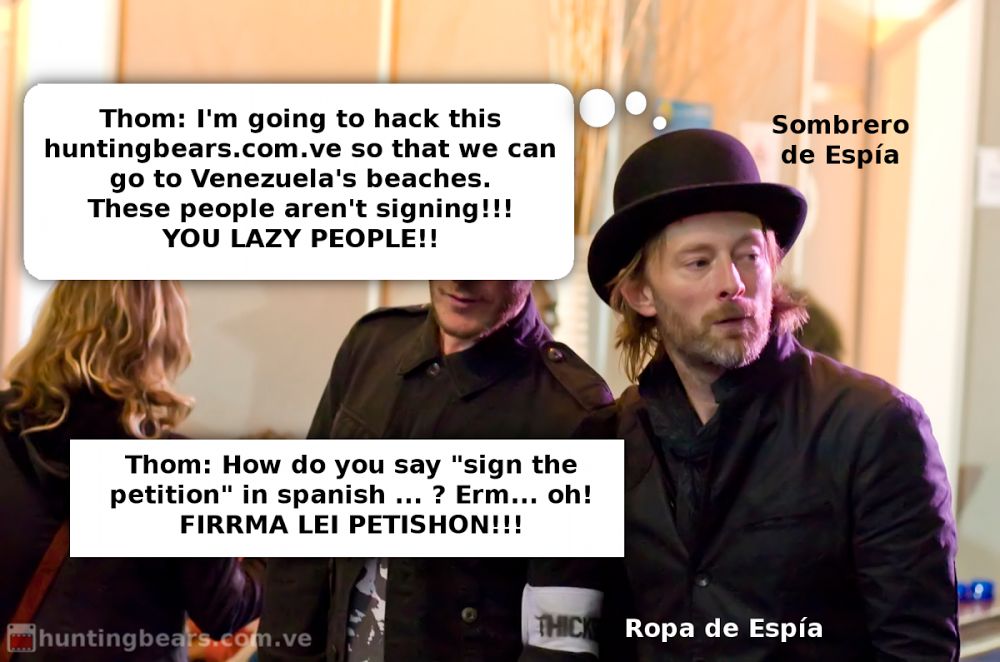 Thom: I'm going to hack this
huntingbears.com.ve so that we can
go to Venezuela's beaches.
These people aren't signing!!!
YOU LAZY PEOPLE!!
Sombrero
de Espía
Thom: How do you say "sign the
petition" in spanish ... ? Erm... oh!
FIRRMA LEI PETISHON!!!
THICK
Ropa de Espía
huntingbears.com.ve